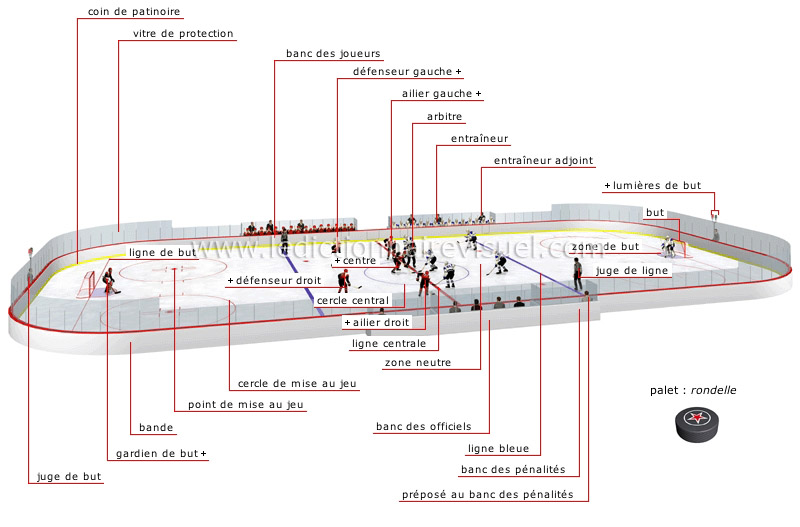 coin de patinoire
vitre de protection
banc des joueurs
défenseur gauche +
ailier gauche +
arbitre
entraîneur
entraîneur adjoint
+ lumières de but
but
www.ledictionnairevisuel.com
ligne de but
zone de but
+ centre
juge de ligne
+ défenseur droit
cercle central
+ ailier droit
ligne centrale
zone neutre
cercle de mise au jeu
palet : rondelle
point de mise au jeu
bande
banc des officiels
gardien de but +
ligne bleue
juge de but
banc des pénalités
préposé au banc des pénalités